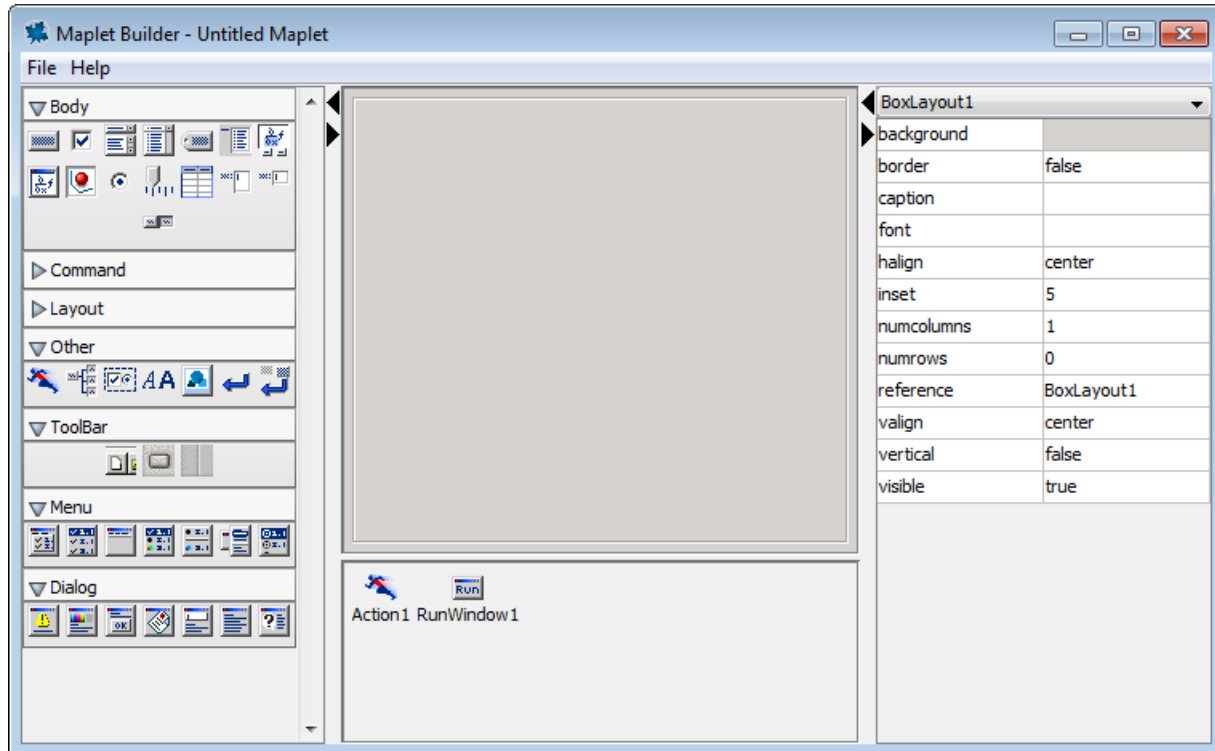 Maplet Builder - Untitled Maplet
File Help
Body
Command
Layout
Other
AA
ToolBar
Menu
Dialog
OK
Run
Action1 RunWindow1
BoxLayout1
background
border false
caption
font
halign center
inset 5
numcolumns 1
numrows 0
reference BoxLayout1
valign center
vertical false
visible true